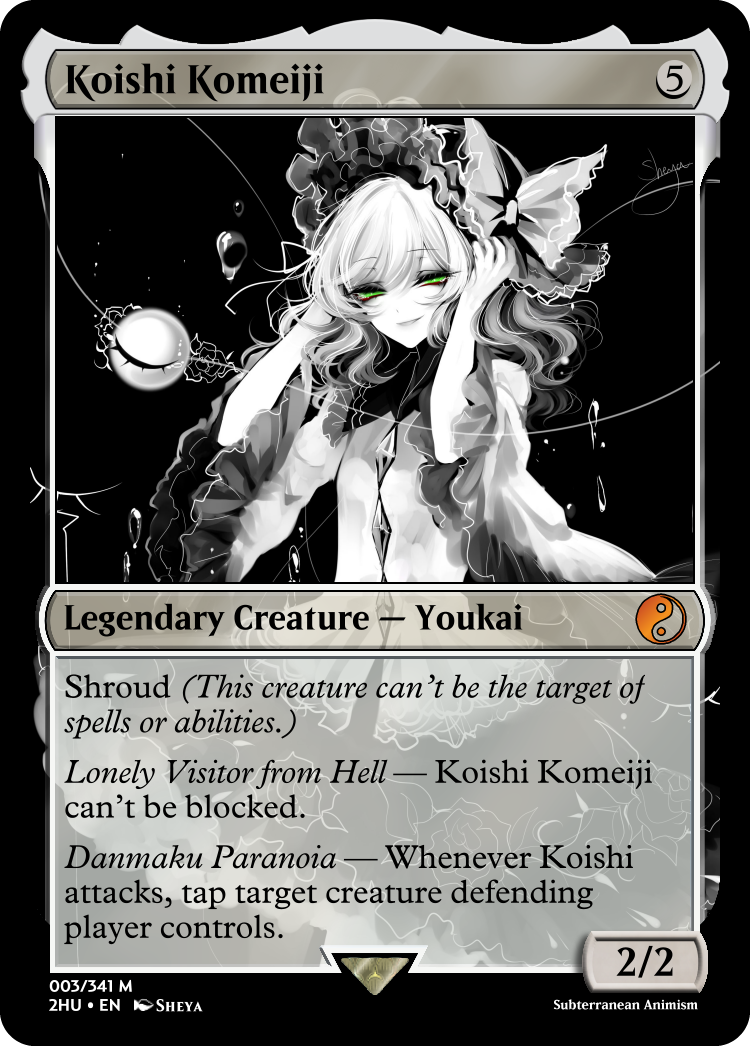 Koishi Komeiji
5
Sheya
Legendary Creature — Youkai
Shroud (This creature can't be the target of
spells or abilities.)
Lonely Visitor from Hell — Koishi Komeiji
can't be blocked.
Danmaku Paranoia — Whenever Koishi
attacks, tap target creature defending
player controls.
2/2
003/341 M
2HU • EN Sheya
Subterranean Animism